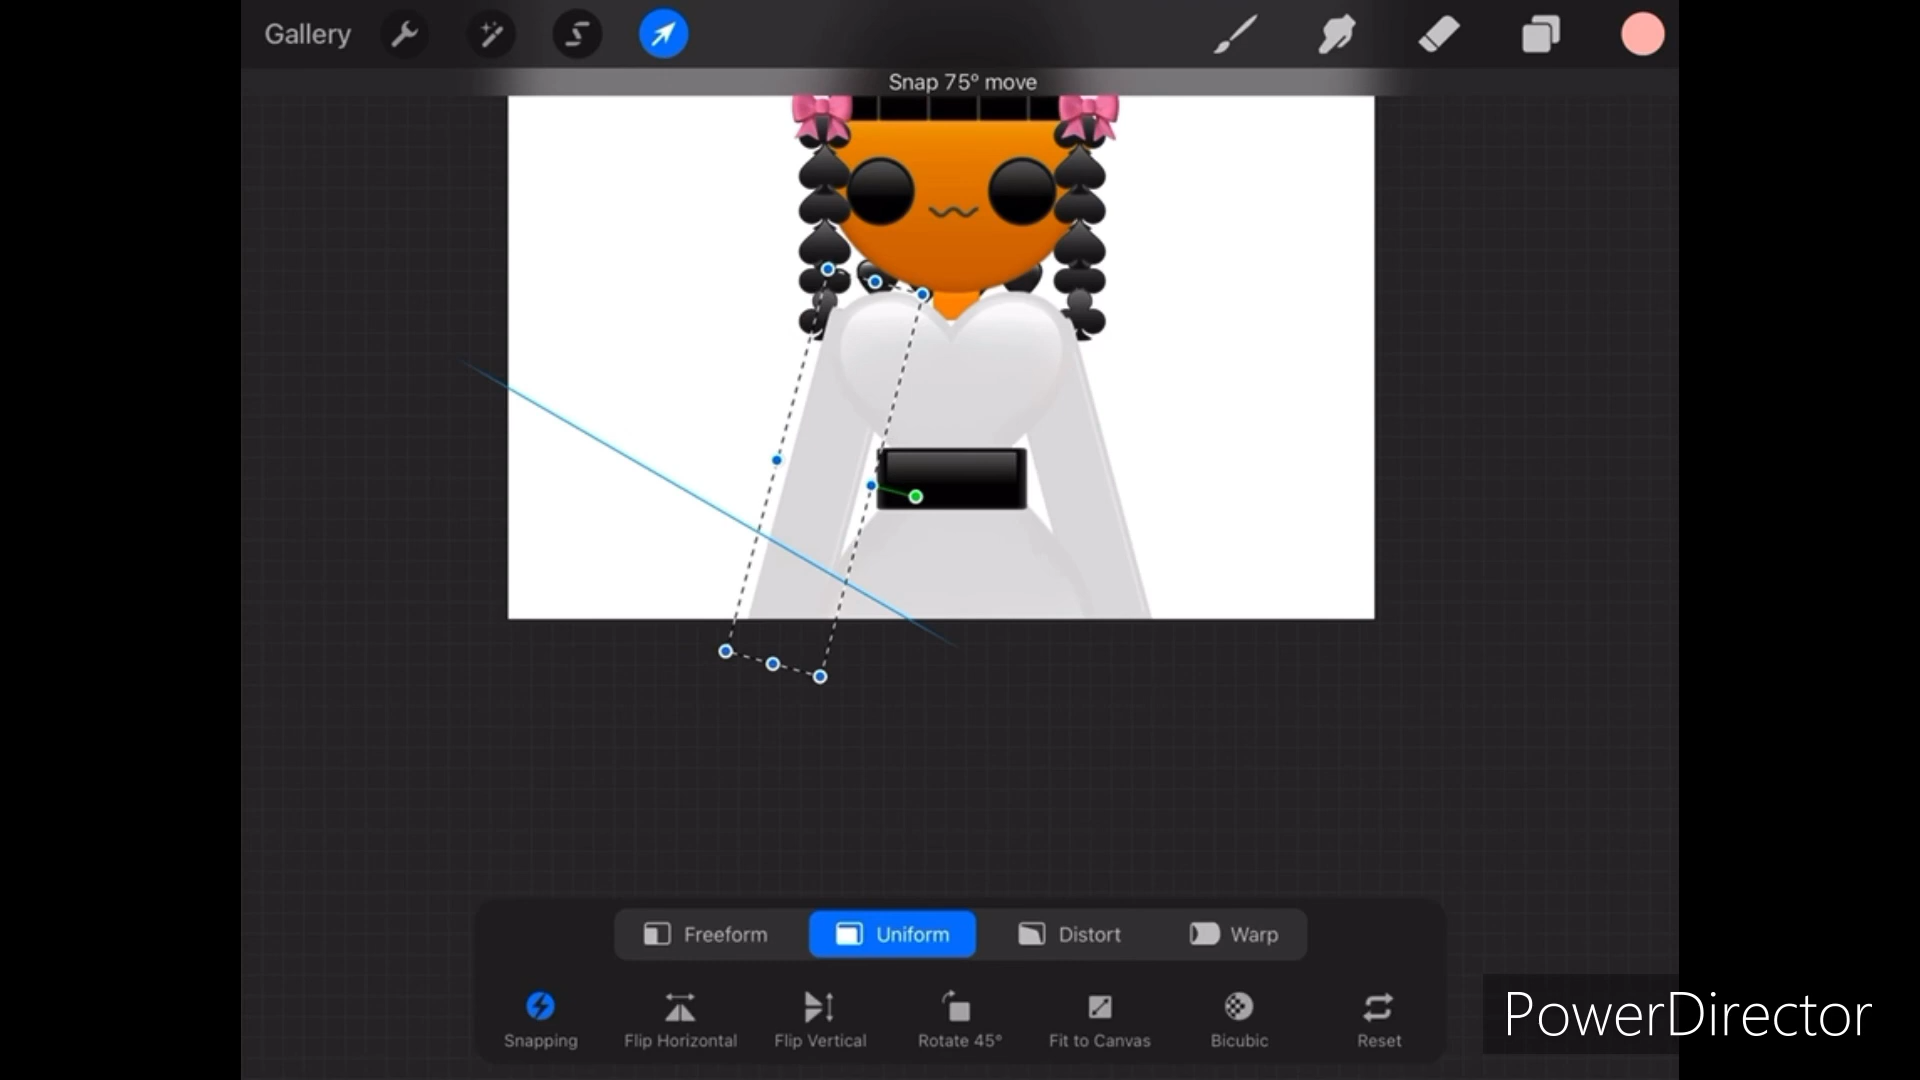 Gallery
Snap 75° move
Freeform
Uniform
Distort
Warp
Snapping
Flip Horizontal
Flip Vertical
Rotate 45°
Fit to Canvas
Bicubic
Reset
PowerDirector